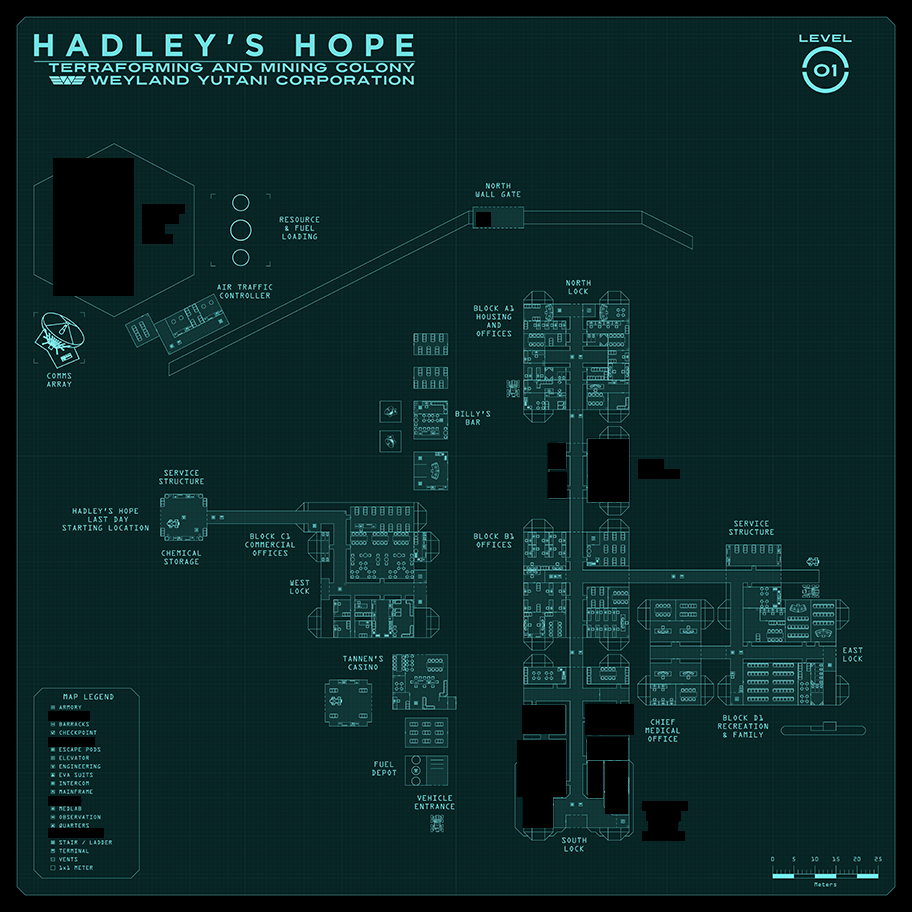 HADLEY'S HOPE
TERRAFORMING AND MINING COLONY
WEYLAND YUTANI CORPORATION
LEVEL
01
NORTH
WALL GATE
RESOURCE
& FUEL
LOADING
AIR TRAFFIC
CONTROLLER
COMMS
ARRAY
NORTH
LOCK
BLOCK A1
HOUSING
AND
OFFICES
BILLY'S
BAR
SERVICE
STRUCTURE
HADLEY'S HOPE
LAST DAY
STARTING LOCATION
CHEMICAL
STORAGE
BLOCK C1
COMMERCIAL
OFFICES
WEST
LOCK
BLOCK B1
OFFICES
SERVICE
STRUCTURE
EAST
LOCK
TANNEN'S
CASINO
CHIEF
MEDICAL
OFFICE
BLOCK D1
RECREATION
& FAMILY
FUEL
DEPOT
VEHICLE
ENTRANCE
SOUTH
LOCK
MAP LEGEND
ARMORY
BARRACKS
CHECKPOINT
ESCAPE PODS
ELEVATOR
ENGINEERING
EVA SUITS
INTERCOM
MAINFRAME
MEDLAB
OBSERVATION
QUARTERS
STAIR / LADDER
TERMINAL
VENTS
1x1 METER
0 5 10 15 20 25
Meters